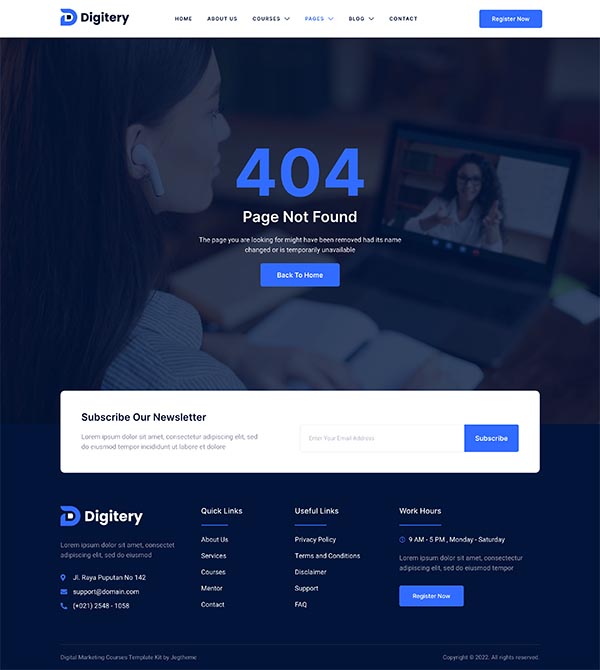 Digitery
HOME ABOUT US COURSES PAGES BLOG CONTACT
Register Now
404
Page Not Found
The page you are looking for might have been removed had its name
changed or is temporarily unavailable
Back To Home
Subscribe Our Newsletter
Lorem ipsum dolor sit amet, consectetur adipiscing elit, sed
do eiusmod tempor incididunt ut labore et dolore
Enter Your Email Address
Subscribe
Digitery
Lorem ipsum dolor sit amet, consectet
adipiscing elit, sed do eiusmod
Jl. Raya Puputan No 142
support@domain.com
(+021) 2548 - 1058
Quick Links
About Us
Services
Courses
Mentor
Contact
Useful Links
Privacy Policy
Terms and Conditions
Disclaimer
Support
FAQ
Work Hours
9 AM - 5 PM , Monday - Saturday
Lorem ipsum dolor sit amet, consectetur
adipiscing elit, sed do eiusmod tempor
Register Now
Digital Marketing Courses Template Kit by Jegtheme
Copyright © 2022. All rights reserved.